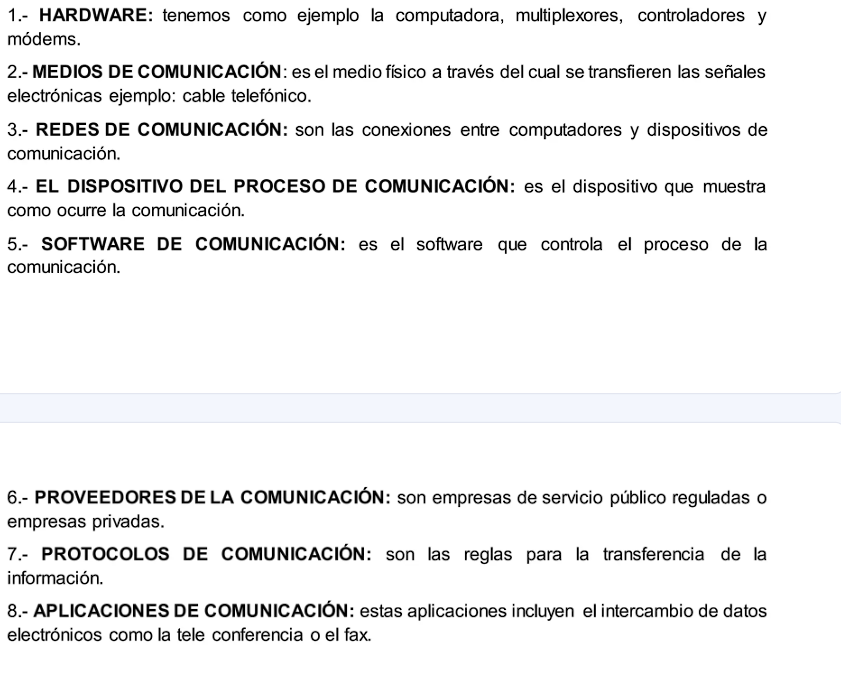 1.- HARDWARE: tenemos como ejemplo la computadora, multiplexores, controladores y
módems.
2.- MEDIOS DE COMUNICACIÓN: es el medio físico a través del cual se transfieren las señales
electrónicas ejemplo: cable telefónico.
3.- REDES DE COMUNICACIÓN: son las conexiones entre computadores y dispositivos de
comunicación.
4.- EL DISPOSITIVO DEL PROCESO DE COMUNICACIÓN: es el dispositivo que muestra
como ocurre la comunicación.
5.- SOFTWARE DE COMUNICACIÓN: es el software que controla el proceso de la
comunicación.
6.- PROVEEDORES DE LA COMUNICACIÓN: son empresas de servicio público reguladas o
empresas privadas.
7.- PROTOCOLOS DE COMUNICACIÓN: son las reglas para la transferencia de la
información.
8.- APLICACIONES DE COMUNICACIÓN: estas aplicaciones incluyen el intercambio de datos
electrónicos como la tele conferencia o el fax.